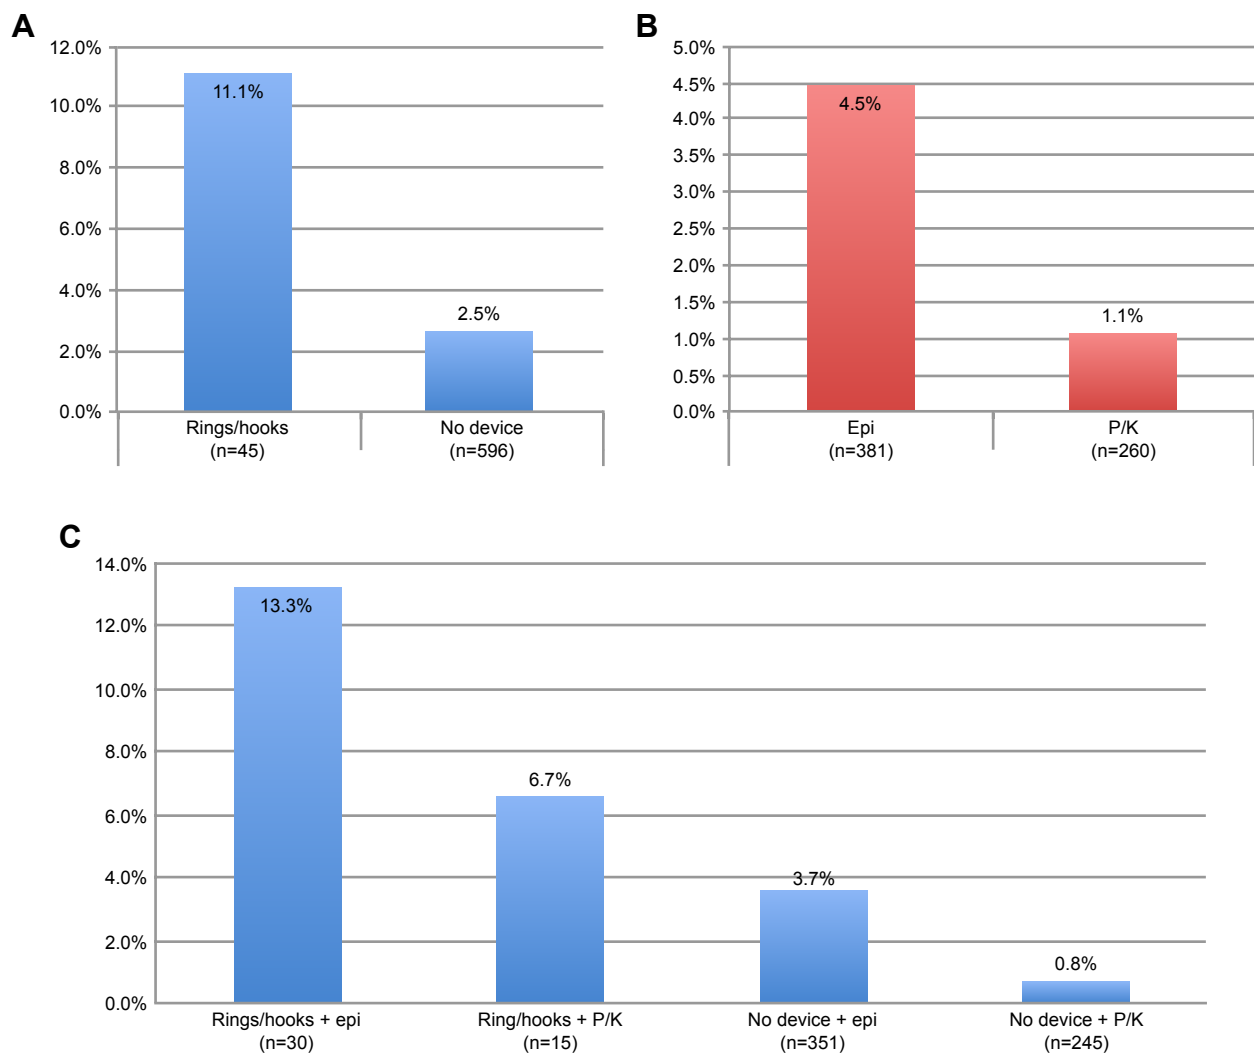 A
12.0%
10.0%
8.0%
6.0%
4.0%
2.0%
0.0%
11.1%
2.5%
Rings/hooks
(n=45)
No device
(n=596)
B
5.0%
4.5%
4.0%
3.5%
3.0%
2.5%
2.0%
1.5%
1.0%
0.5%
0.0%
4.5%
1.1%
Epi
(n=381)
P/K
(n=260)
C
14.0%
12.0%
10.0%
8.0%
6.0%
4.0%
2.0%
0.0%
13.3%
6.7%
3.7%
0.8%
Rings/hooks + epi
(n=30)
Ring/hooks + P/K
(n=15)
No device + epi
(n=351)
No device + P/K
(n=245)